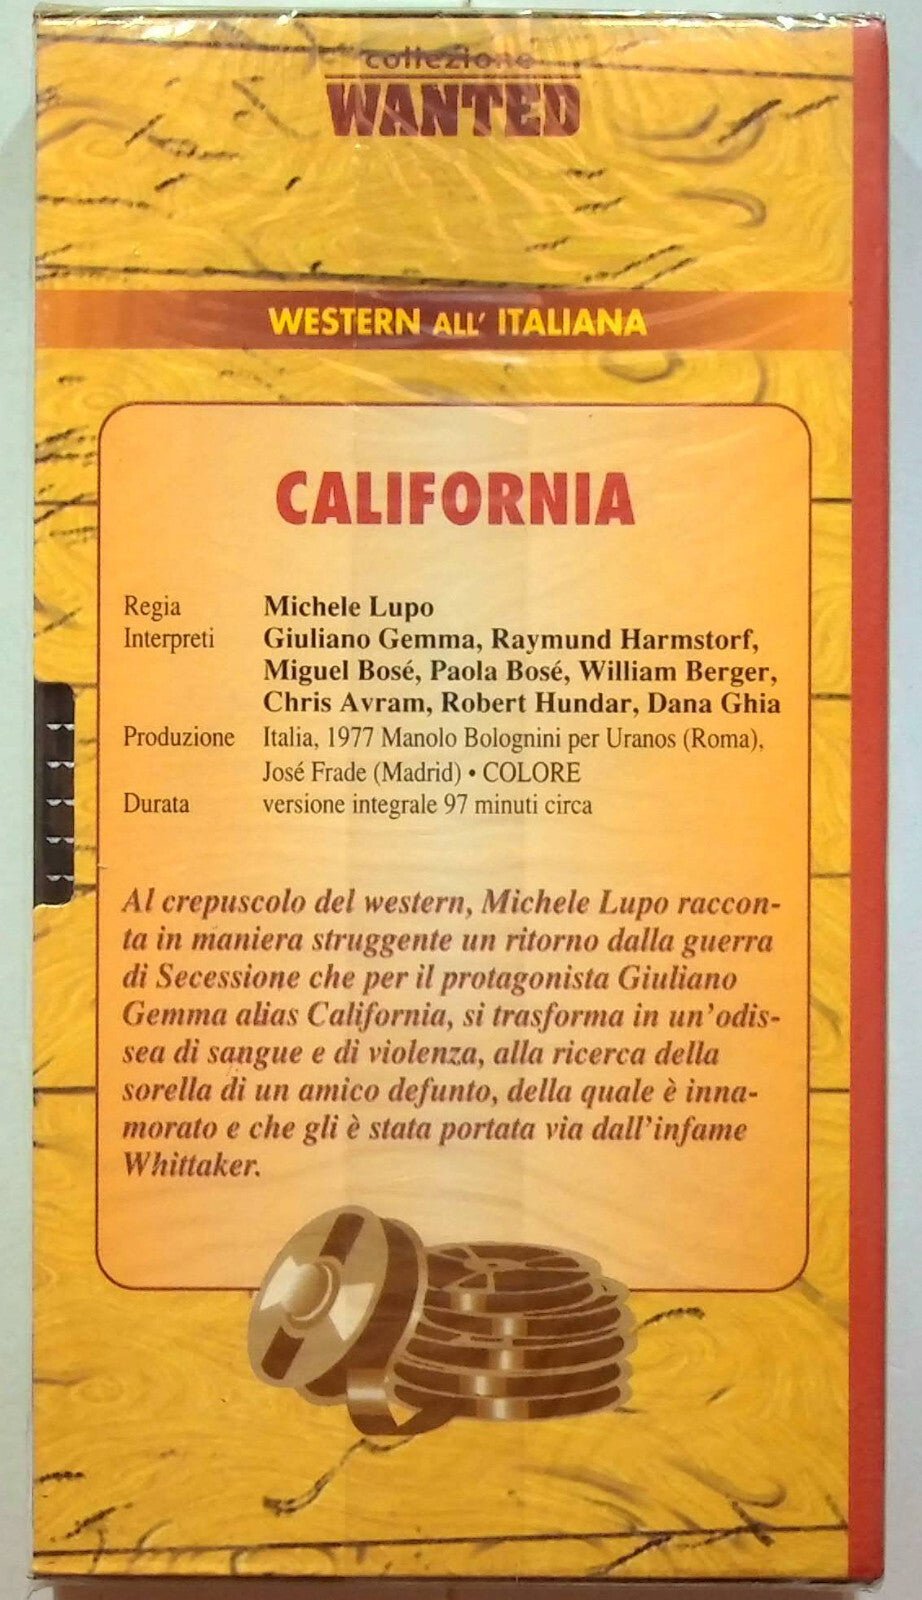 collezione
WANTED
WESTERN ALL' ITALIANA
CALIFORNIA
Regia Michele Lupo
Interpreti Giuliano Gemma, Raymund Harmstorf,
Miguel Bosé, Paola Bosé, William Berger,
Chris Avram, Robert Hundar, Dana Ghia
Produzione Italia, 1977 Manolo Bolognini per Uranos (Roma),
José Frade (Madrid) • COLORE
Durata versione integrale 97 minuti circa
Al crepuscolo del western, Michele Lupo raccon-
ta in maniera struggente un ritorno dalla guerra
di Secessione che per il protagonista Giuliano
Gemma alias California, si trasforma in un'odis-
sea di sangue e di violenza, alla ricerca della
sorella di un amico defunto, della quale è inna-
morato e che gli è stata portata via dall'infame
Whittaker.